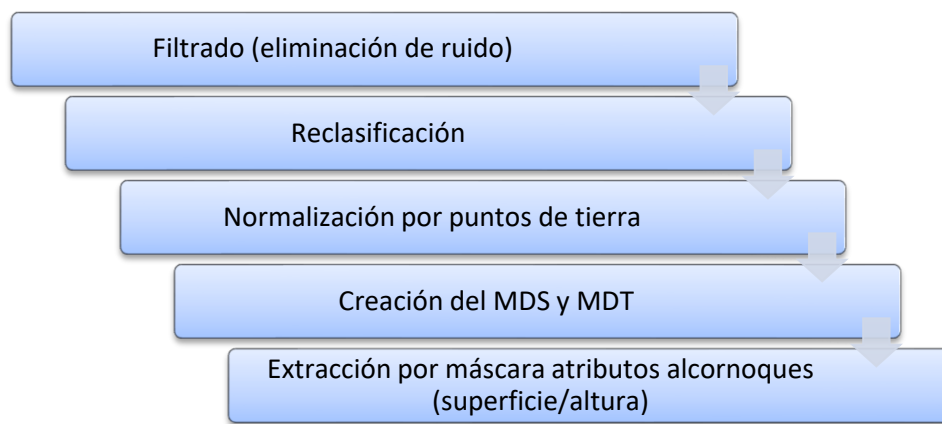 Filtrado (eliminación de ruido)
Reclasificación
Normalización por puntos de tierra
Creación del MDS y MDT
Extracción por máscara atributos alcornoques
(superficie/altura)